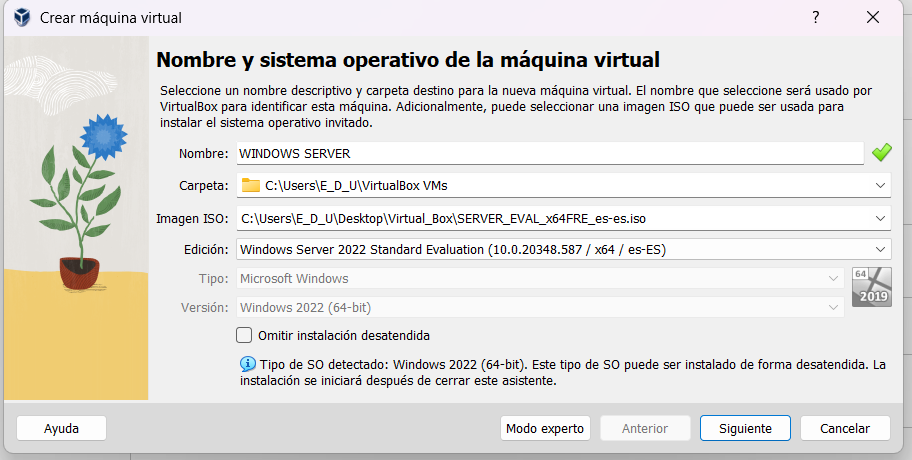 Crear máquina virtual
?
Nombre y sistema operativo de la máquina virtual
Seleccione un nombre descriptivo y carpeta destino para la nueva máquina virtual. El nombre que seleccione será usado por
VirtualBox para identificar esta máquina. Adicionalmente, puede seleccionar una imagen ISO que puede ser usada para
instalar el sistema operativo invitado.
Nombre: WINDOWS SERVER
Carpeta: C:\Users\E_D_U\VirtualBox VMs
Imagen ISO: C:\Users\E_D_U\Desktop\Virtual_Box\SERVER_EVAL_x64FRE_es-es.iso
Edición: Windows Server 2022 Standard Evaluation (10.0.20348.587 / x64 / es-ES)
Tipo: Microsoft Windows
64
Versión: Windows 2022 (64-bit)
2019
Omitir instalación desatendida
Tipo de SO detectado: Windows 2022 (64-bit). Este tipo de SO puede ser instalado de forma desatendida. La
instalación se iniciará después de cerrar este asistente.
Ayuda
Modo experto
Anterior
Siguiente
Cancelar